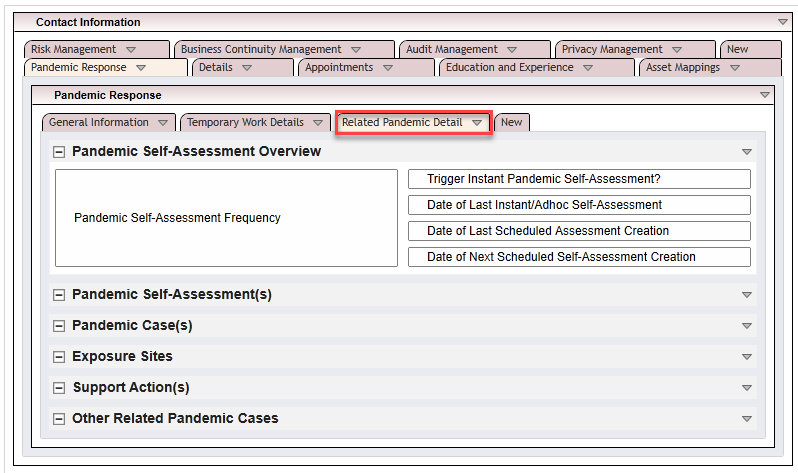 Contact Information
Risk Management
Business Continuity Management
Audit Management
Privacy Management
New
Pandemic Response
Details
Appointments
Education and Experience
Asset Mappings
Pandemic Response
General Information
Temporary Work Details
Related Pandemic Detail
New
Pandemic Self-Assessment Overview
Pandemic Self-Assessment Frequency
Trigger Instant Pandemic Self-Assessment?
Date of Last Instant/Adhoc Self-Assessment
Date of Last Scheduled Assessment Creation
Date of Next Scheduled Self-Assessment Creation
Pandemic Self-Assessment(s)
Pandemic Case(s)
Exposure Sites
Support Action(s)
Other Related Pandemic Cases